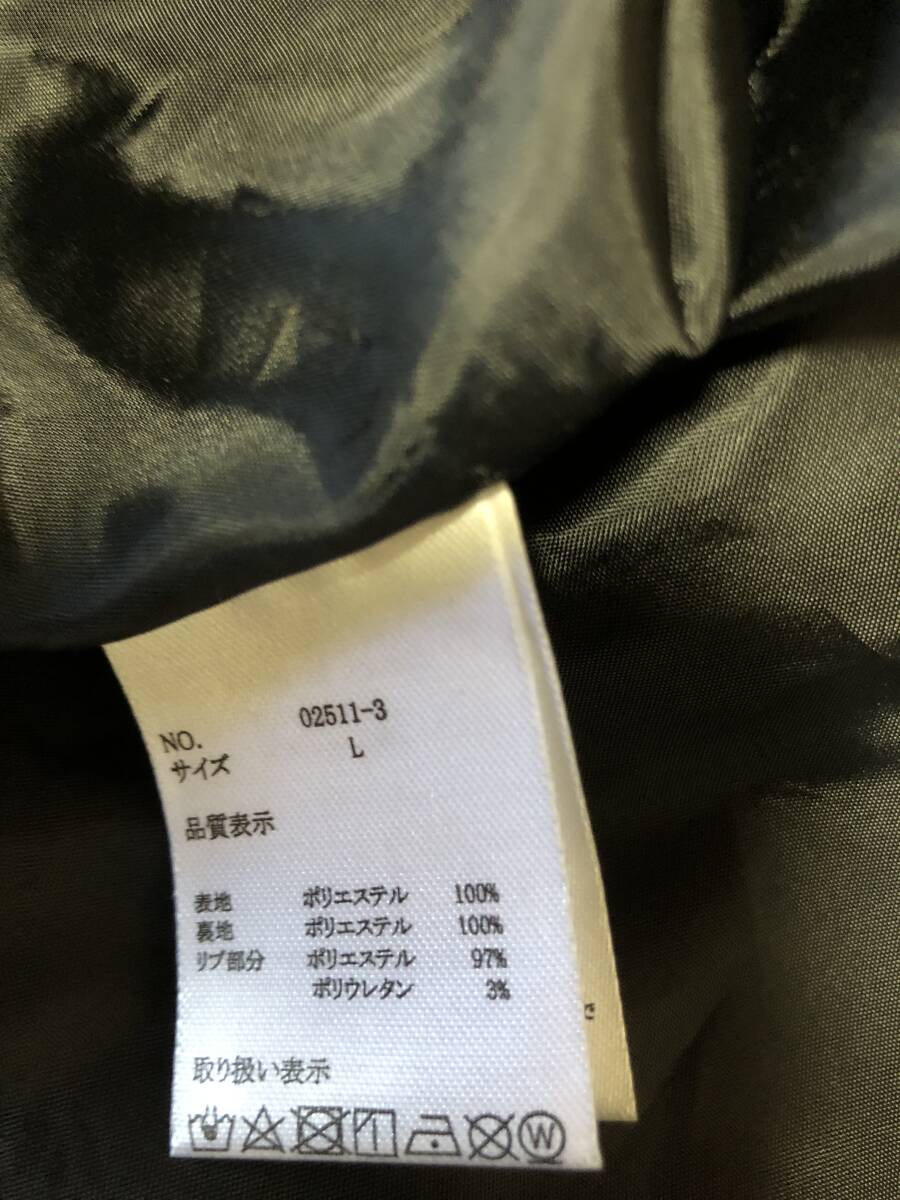 NO. 02511-3
サイズ L
品質表示
表地 ポリエステル 100%
裏地 ポリエステル 100%
リブ部分 ポリエステル 97%
ポリウレタン 3%
取り扱い表示
W
で